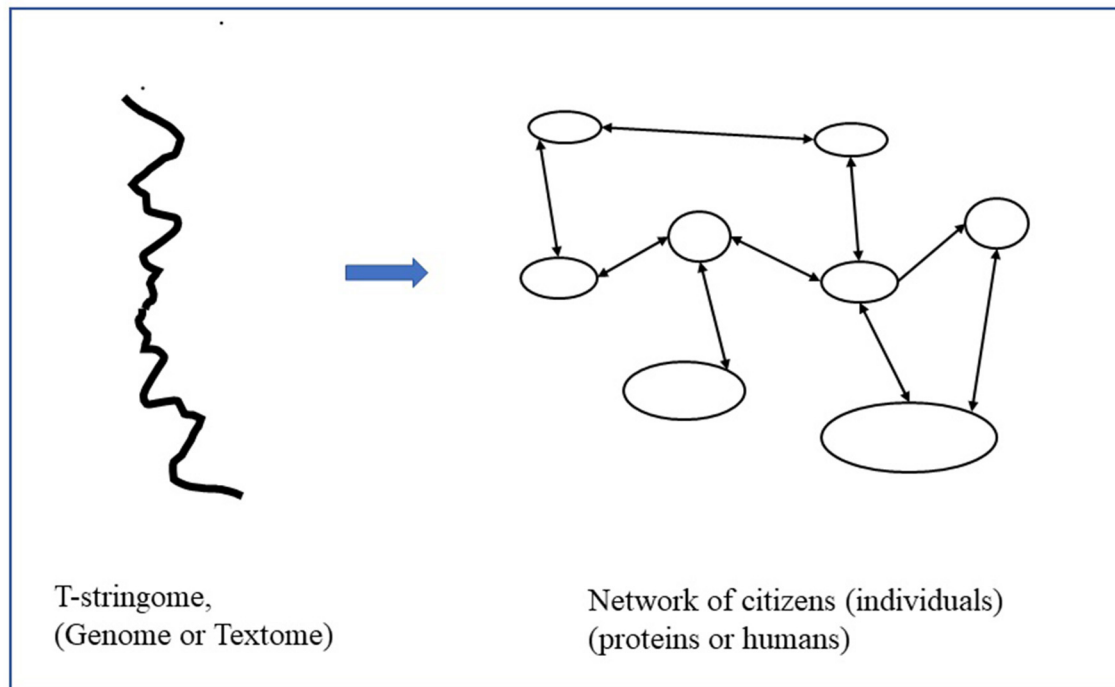 T-stringome,
(Genome or Textome)
Network of citizens (individuals)
(proteins or humans)